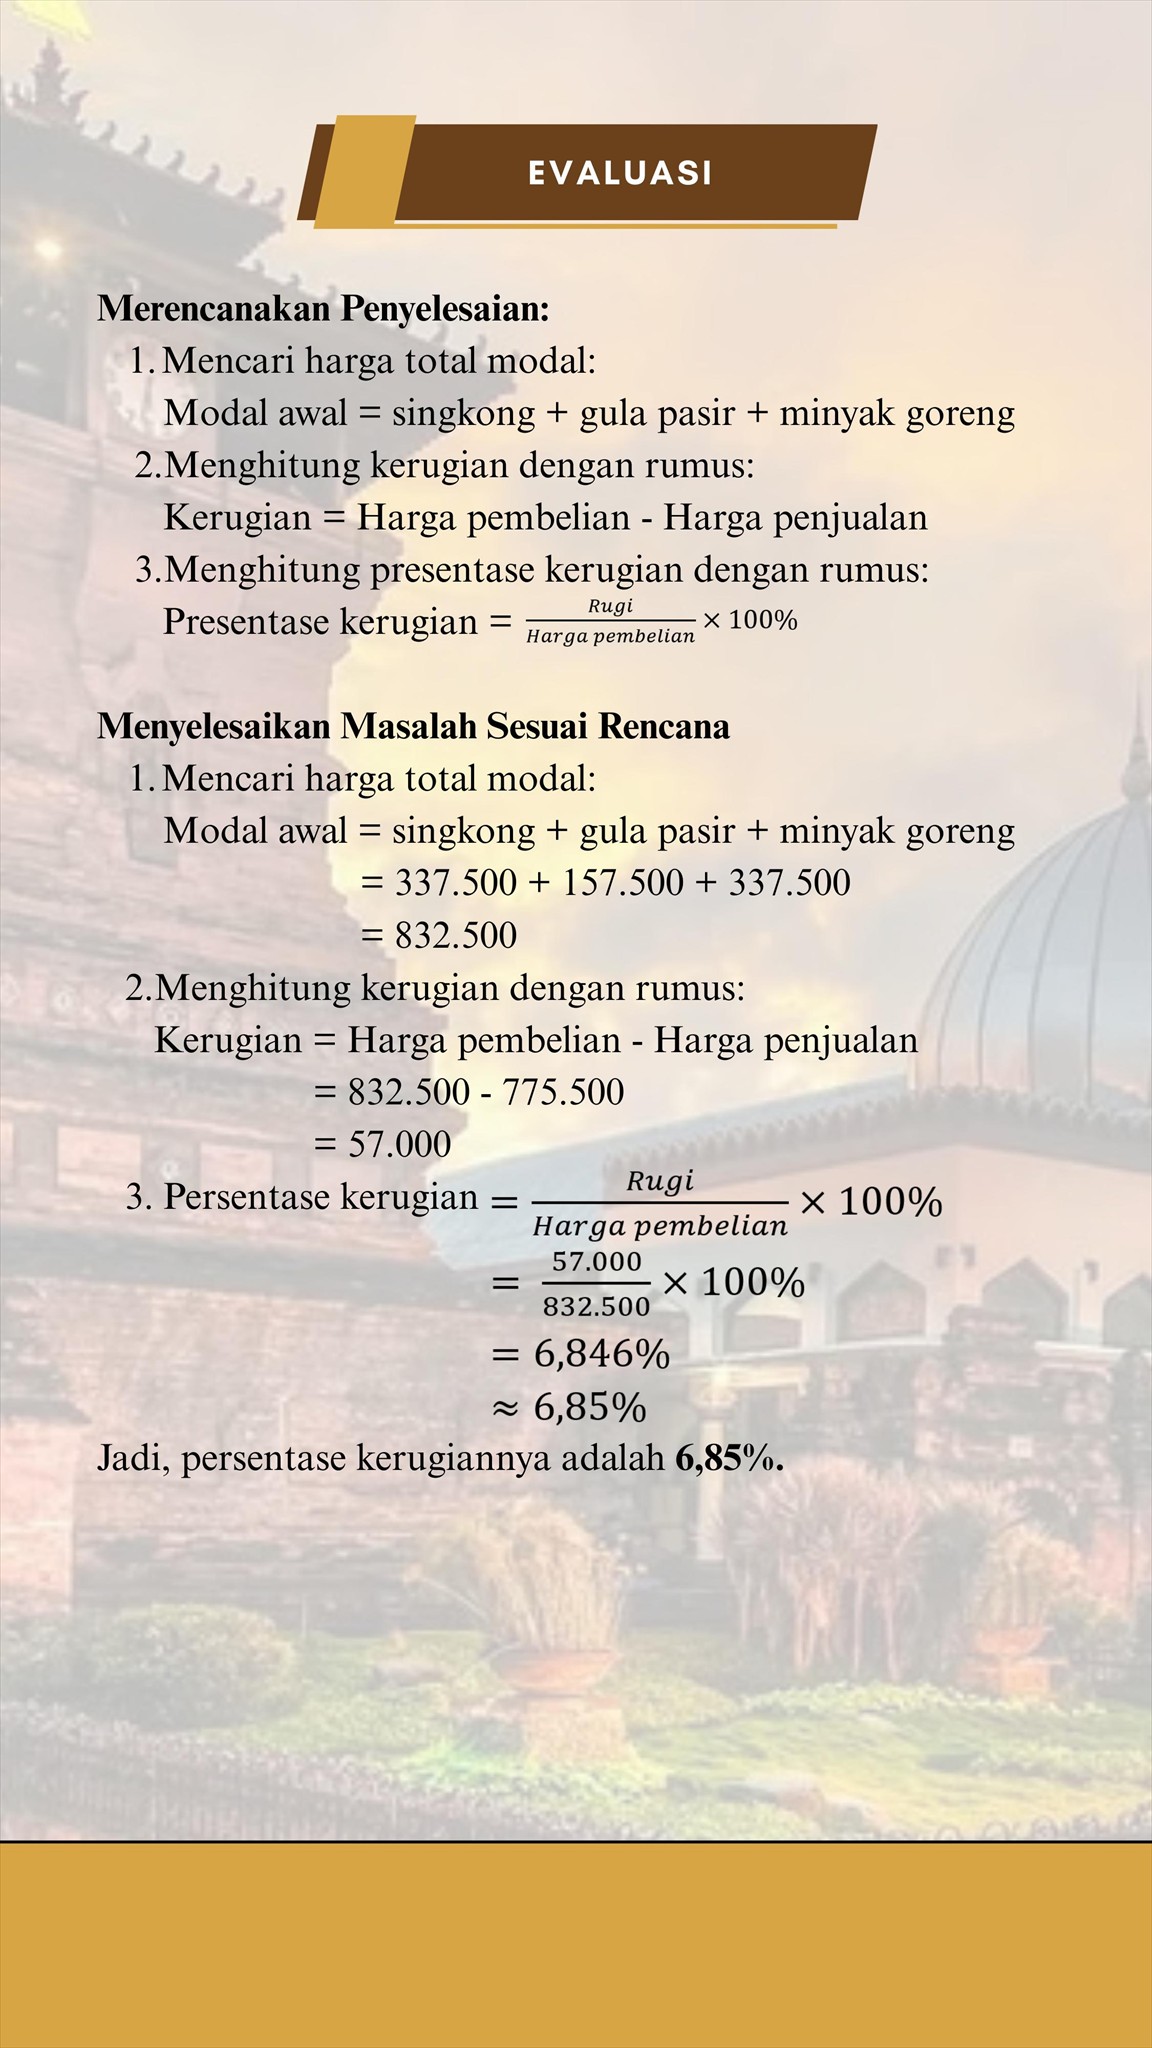 EVALUASI
Merencanakan Penyelesaian:
1. Mencari harga total modal:
Modal awal = singkong + gula pasir + minyak goreng
2.Menghitung kerugian dengan rumus:
Kerugian = Harga pembelian - Harga penjualan
3.Menghitung presentase kerugian dengan rumus:
Presentase kerugian = Rugi / Harga pembelian × 100%
Menyelesaikan Masalah Sesuai Rencana
1. Mencari harga total modal:
Modal awal = singkong + gula pasir + minyak goreng
= 337.500 + 157.500 + 337.500
= 832.500
2.Menghitung kerugian dengan rumus:
Kerugian = Harga pembelian - Harga penjualan
= 832.500 - 775.500
= 57.000
3. Persentase kerugian = Rugi / Harga pembelian × 100%
= 57.000 / 832.500 × 100%
= 6,846%
≈ 6,85%
Jadi, persentase kerugiannya adalah 6,85%.